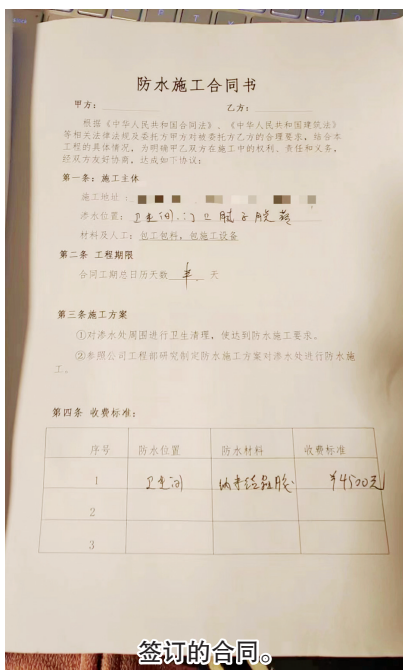 防水施工合同书
甲方： 乙方：
根据《中华人民共和国合同法》、《中华人民共和国建筑法》
等相关法律法规及委托方甲方对被委托方乙方的合理要求，结合本
工程的具体情况，为明确甲乙双方在施工中的权利、责任和义务，
经双方友好协商，达成如下协议：
第一条：施工主体
施工地址：
渗水位置：卫生间：门卫腻子脱落
材料及人工：包工包料，包施工设备
第二条 工程期限
合同工期总日历天数 半 天
第三条施工方案
①对渗水处周围进行卫生清理，使达到防水施工要求。
②参照公司工程部研究制定防水施工方案对渗水处进行防水施
工。
第四条 收费标准：
序号 防水位置 防水材料 收费标准
1 卫生间 纳米结晶胶 ¥4500元
2
3
签订的合同。